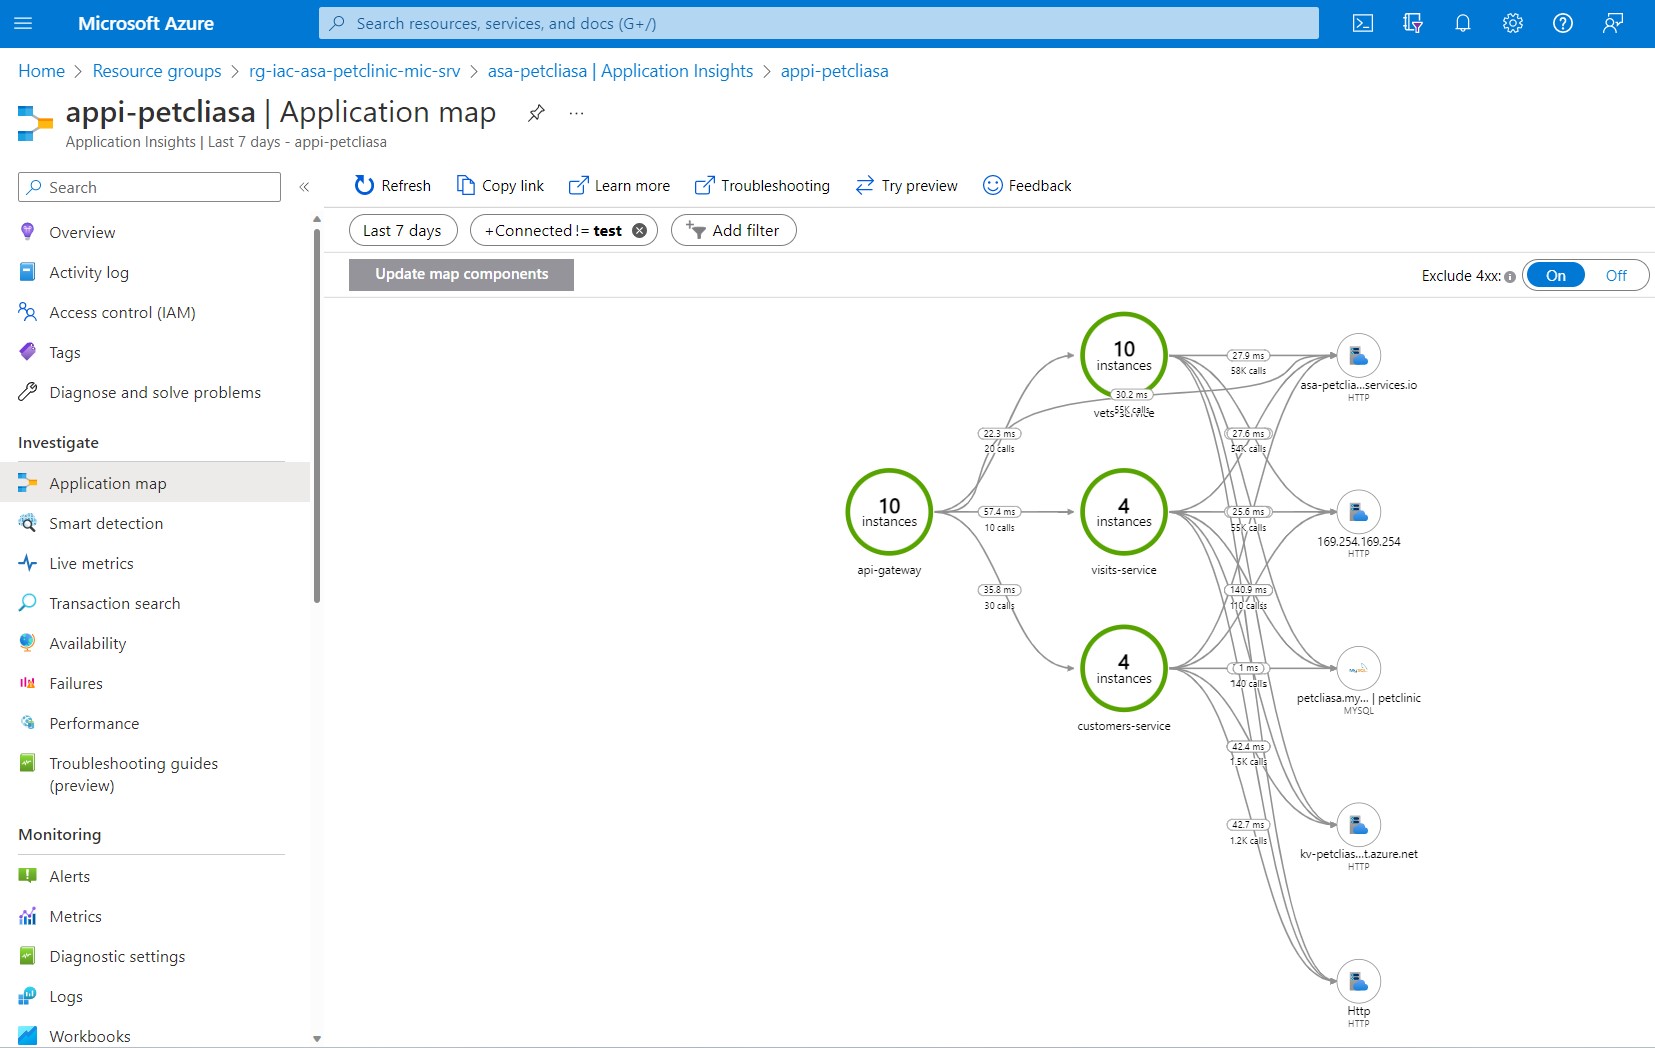 Microsoft Azure
Search resources, services, and docs (G+/)
Home > Resource groups > rg-iac-asa-petclinic-mic-srv > asa-petcliasa | Application Insights > appi-petcliasa
appi-petcliasa | Application map
Application Insights | Last 7 days - appi-petcliasa
Search
Overview
Activity log
Access control (IAM)
Tags
Diagnose and solve problems
Investigate
Application map
Smart detection
Live metrics
Transaction search
Availability
Failures
Performance
Troubleshooting guides
(preview)
Monitoring
Alerts
Metrics
Diagnostic settings
Logs
Workbooks
Refresh Copy link Learn more Troubleshooting Try preview Feedback
Last 7 days +Connected != test Add filter
Update map components
Exclude 4xx: On Off
10
instances
vets-service
10
instances
api-gateway
4
instances
visits-service
4
instances
customers-service
22.3 ms
20 calls
57.4 ms
10 calls
35.8 ms
30 calls
27.9 ms
58K calls
30.2 ms
55K calls
27.6 ms
54K calls
25.6 ms
55K calls
140.9 ms
110 calls
1 ms
140 calls
42.4 ms
1.5K calls
42.7 ms
1.2K calls
asa-petclia...services.io
HTTP
169.254.169.254
HTTP
MySQL
petcliasa.my... | petclinic
MYSQL
kv-petclias...t.azure.net
HTTP
Http
HTTP